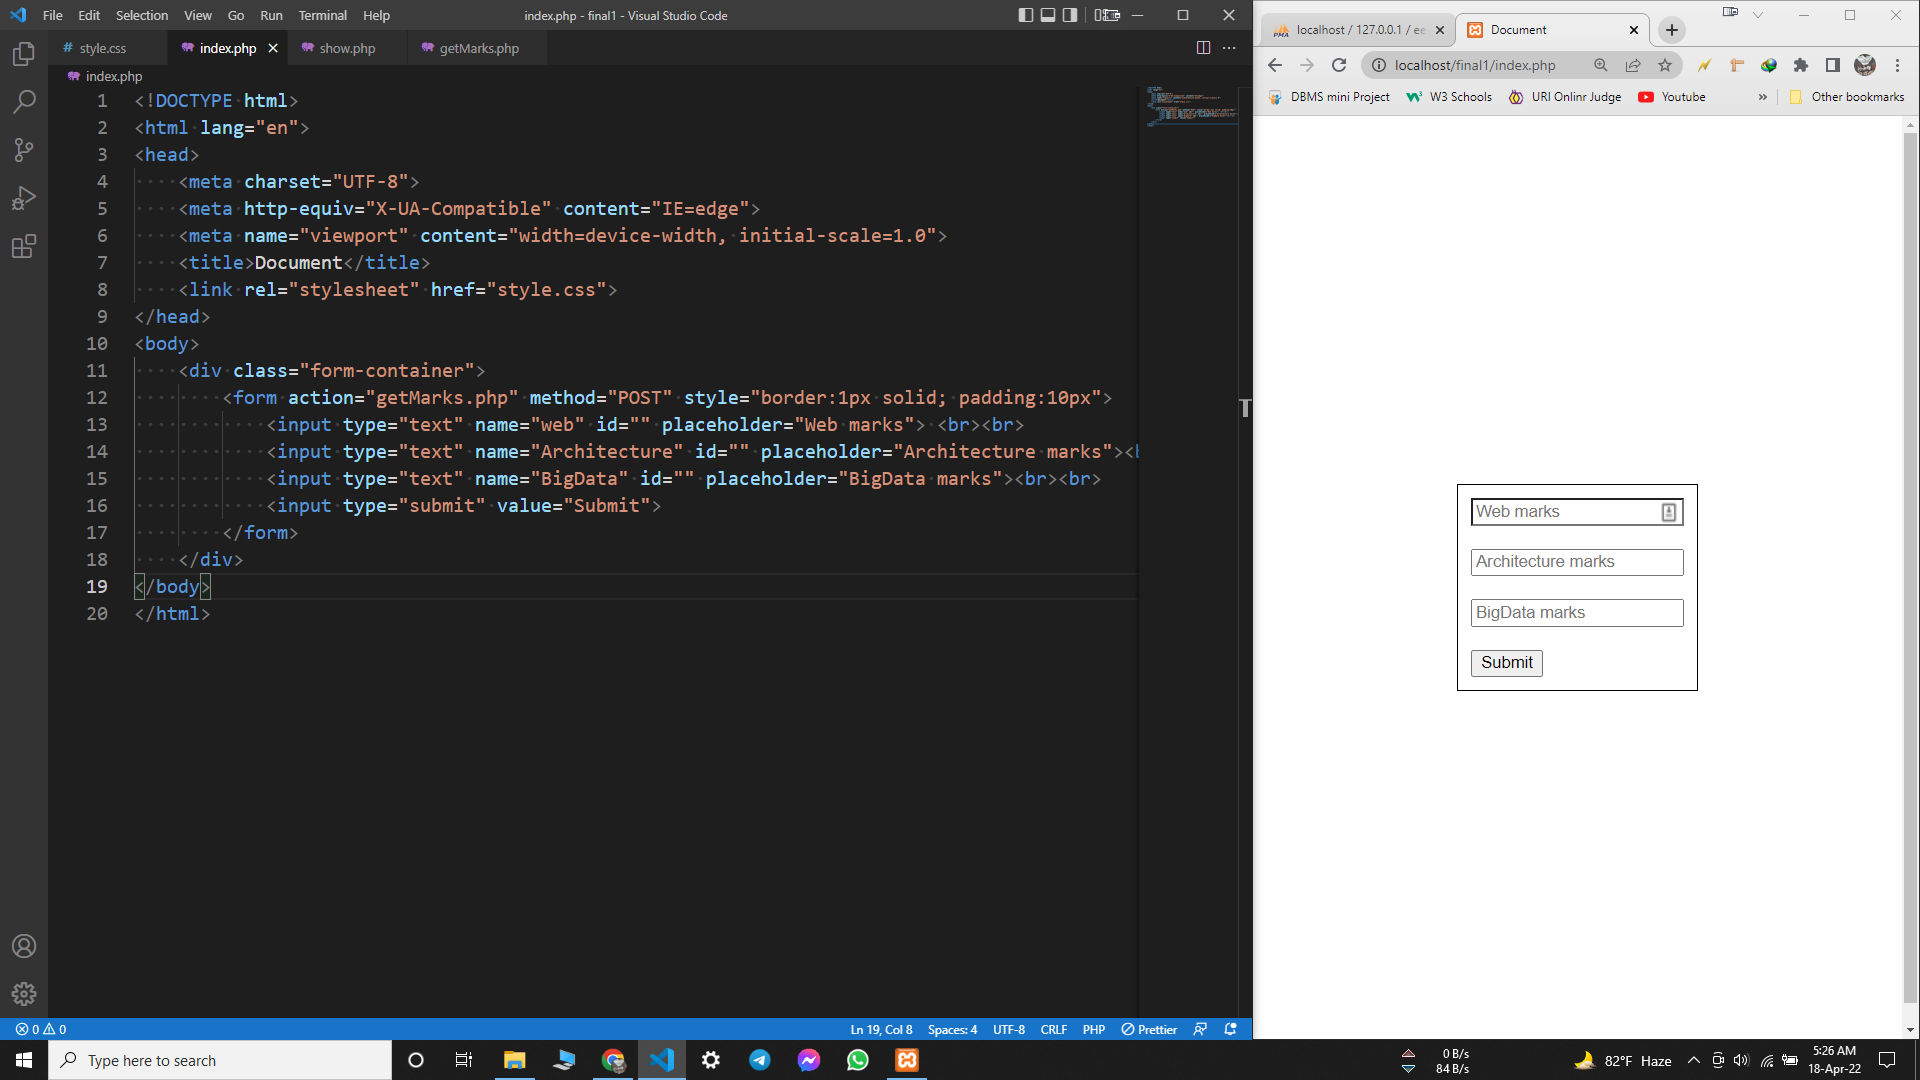 File Edit Selection View Go Run Terminal Help index.php - final1 - Visual Studio Code
# style.css index.php show.php getMarks.php
index.php
1 <!DOCTYPE html>
2 <html lang="en">
3 <head>
4 <meta charset="UTF-8">
5 <meta http-equiv="X-UA-Compatible" content="IE=edge">
6 <meta name="viewport" content="width=device-width, initial-scale=1.0">
7 <title>Document</title>
8 <link rel="stylesheet" href="style.css">
9 </head>
10 <body>
11 <div class="form-container">
12 <form action="getMarks.php" method="POST" style="border:1px solid; padding:10px">
13 <input type="text" name="web" id="" placeholder="Web marks"> <br><br>
14 <input type="text" name="Architecture" id="" placeholder="Architecture marks"><b
15 <input type="text" name="BigData" id="" placeholder="BigData marks"><br><br>
16 <input type="submit" value="Submit">
17 </form>
18 </div>
19 </body>
20 </html>
0 0 Ln 19, Col 8 Spaces: 4 UTF-8 CRLF PHP Prettier
PMA localhost / 127.0.0.1 / ee Document
localhost/final1/index.php
DBMS mini Project W3 Schools URI Onlinr Judge Youtube » Other bookmarks
Web marks
Architecture marks
BigData marks
Submit
Type here to search
0 B/s
84 B/s
82°F Haze
5:26 AM
18-Apr-22